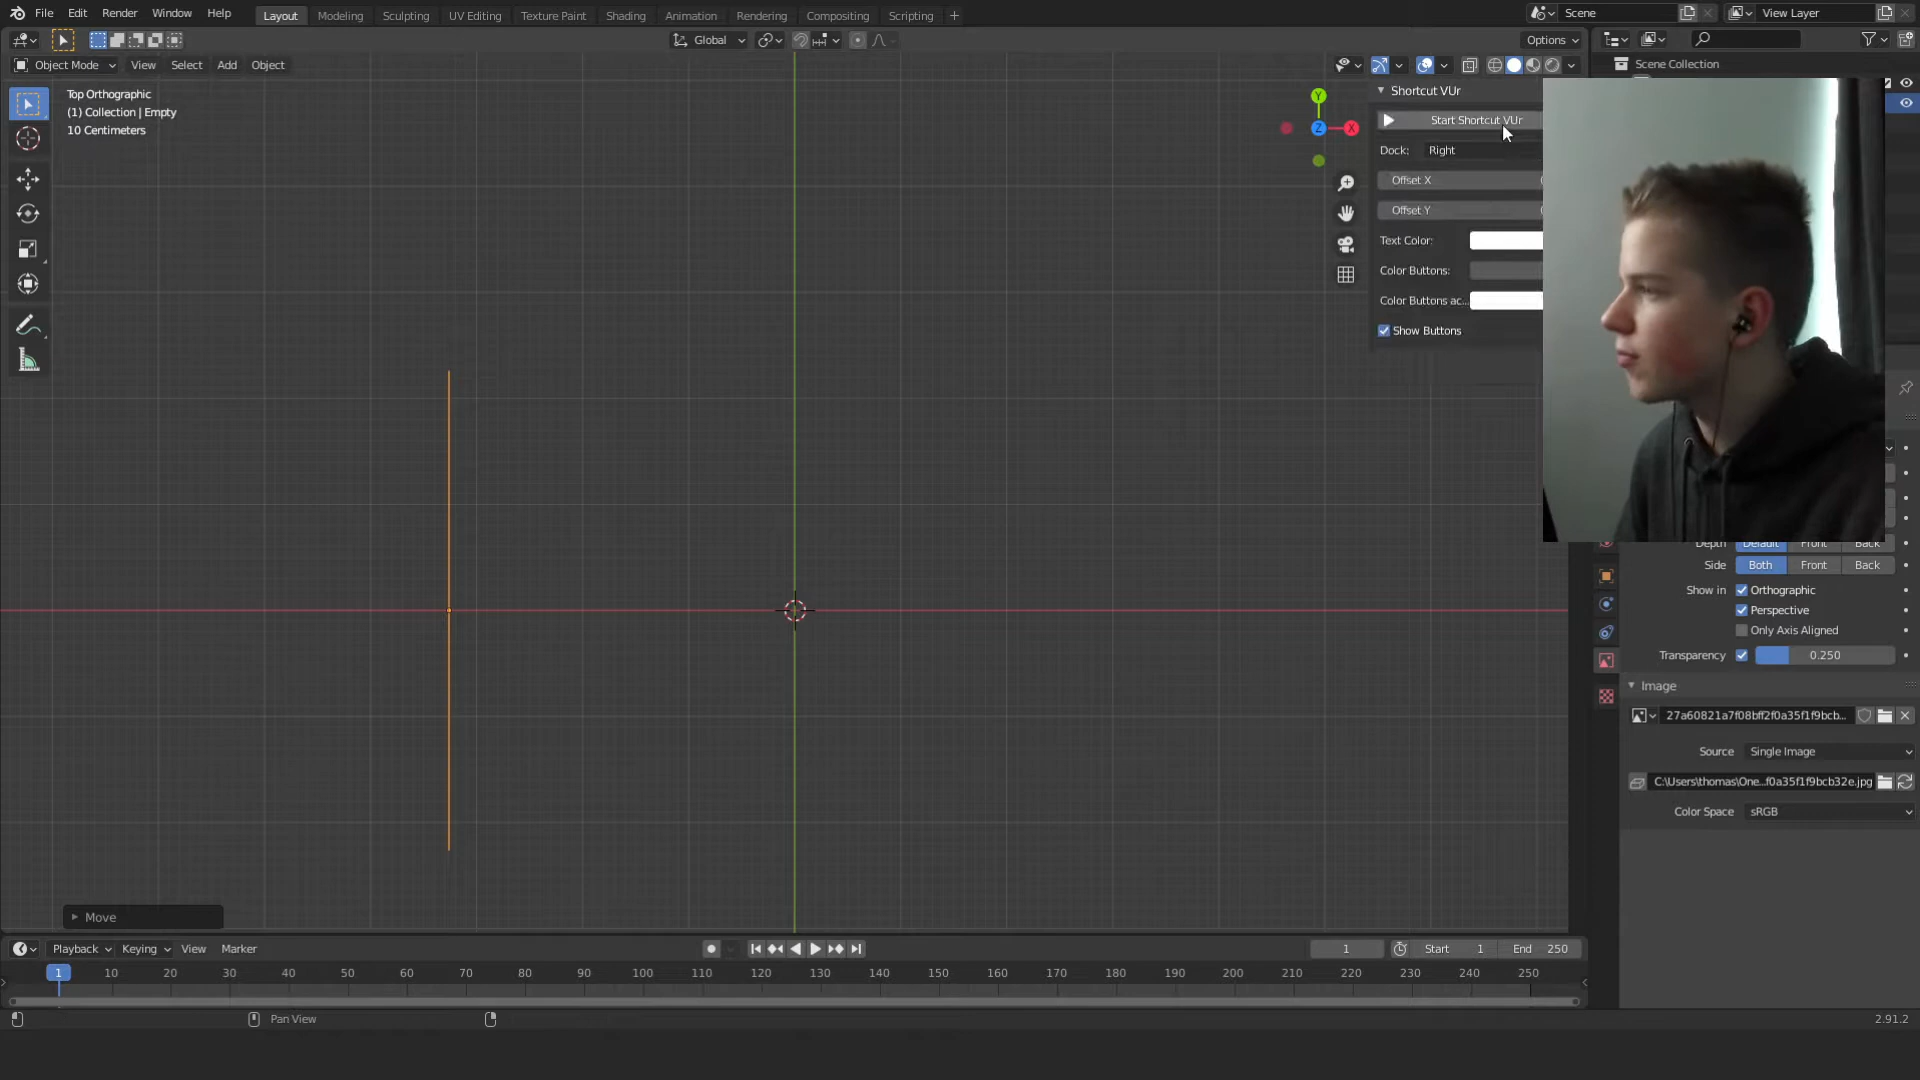 File Edit Render Window Help Layout Modeling Sculpting UV Editing Texture Paint Shading Animation Rendering Compositing Scripting + Scene View Layer
Global Options
Object Mode View Select Add Object
Scene Collection
Top Orthographic
(1) Collection | Empty
10 Centimeters
Y
Z X
Shortcut VUr
Start Shortcut VUr
Dock: Right
Offset X
Offset Y
Text Color:
Color Buttons:
Color Buttons ac...
Show Buttons
Depth Default Front Back
Side Both Front Back
Show in Orthographic
Perspective
Only Axis Aligned
Transparency 0.250
Image
27a60821a7f08bff2f0a35f1f9bcb...
Source Single Image
C:\Users\thomas\One...f0a35f1f9bcb32e.jpg
Color Space sRGB
Move
Playback Keying View Marker 1 Start 1 End 250
1 10 20 30 40 50 60 70 80 90 100 110 120 130 140 150 160 170 180 190 200 210 220 230 240 250
Pan View 2.91.2